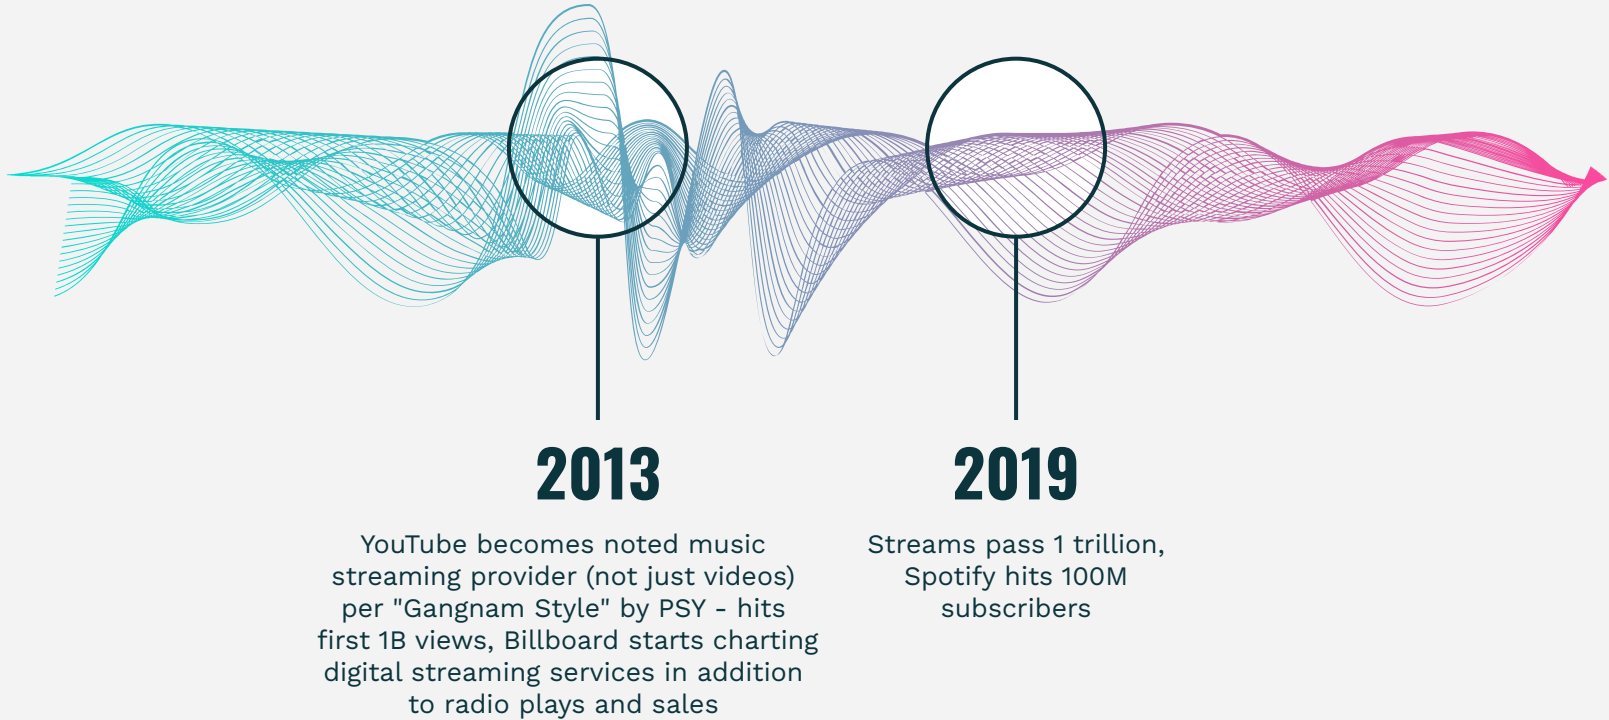 2013
YouTube becomes noted music
streaming provider (not just videos)
per "Gangnam Style" by PSY - hits
first 1B views, Billboard starts charting
digital streaming services in addition
to radio plays and sales
2019
Streams pass 1 trillion,
Spotify hits 100M
subscribers